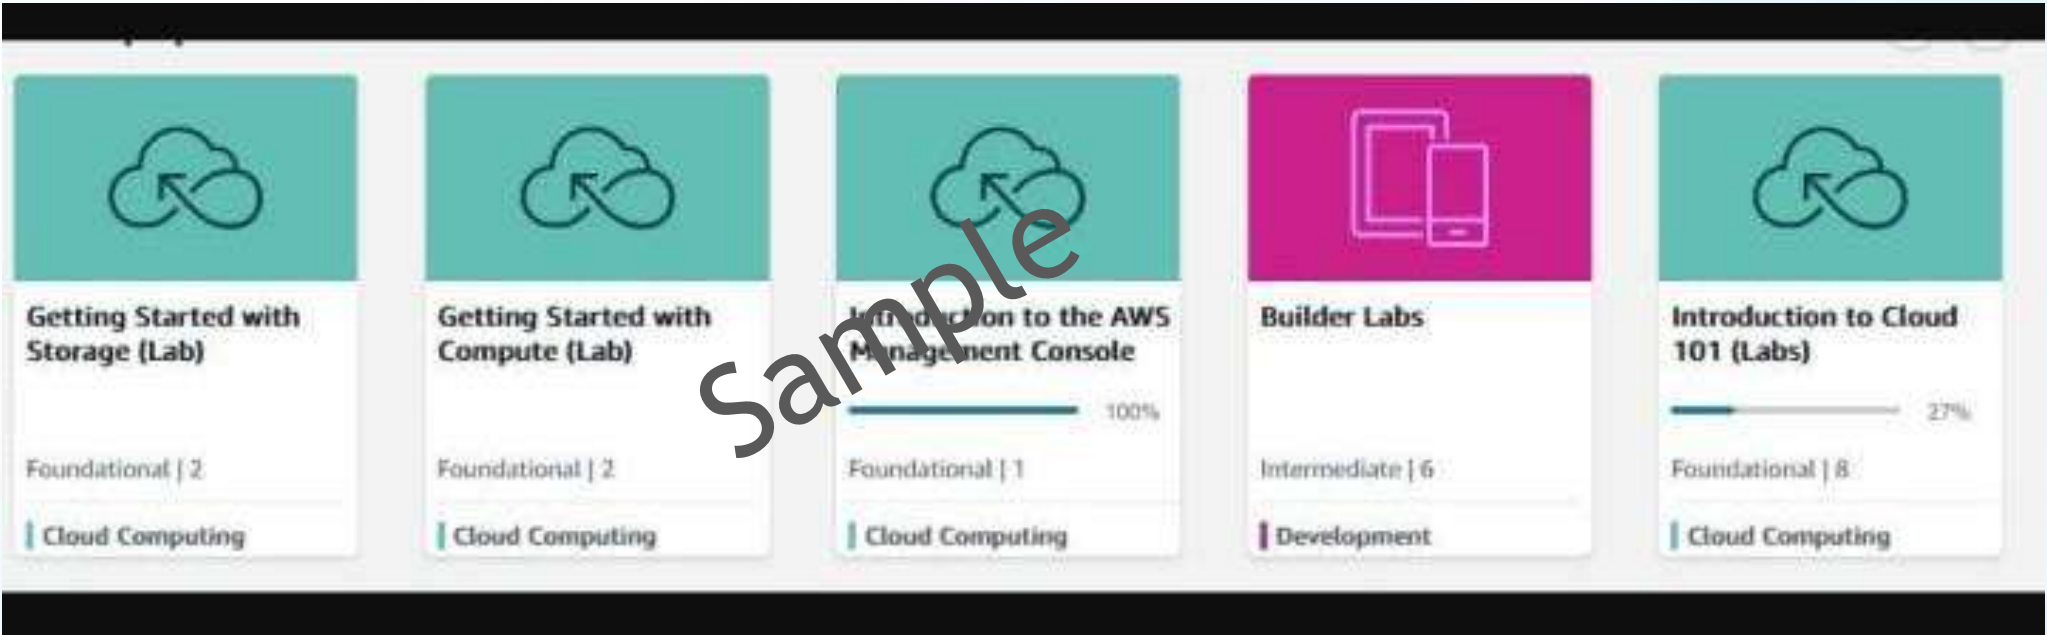 Getting Started with
Storage (Lab)
Foundational | 2
Cloud Computing
Getting Started with
Compute (Lab)
Foundational | 2
Cloud Computing
Introduction to the AWS
Management Console
100%
Foundational | 1
Cloud Computing
Builder Labs
Intermediate | 6
Development
Introduction to Cloud
101 (Labs)
27%
Foundational | 8
Cloud Computing
Sample